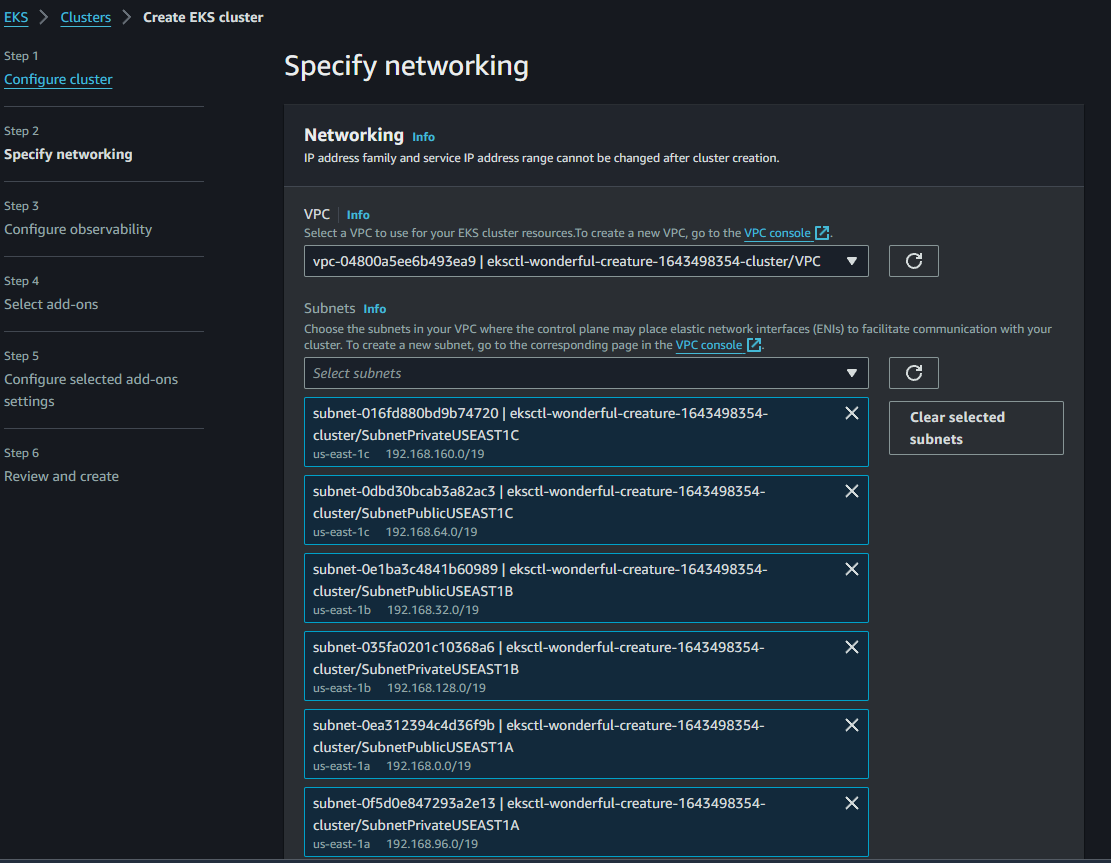 EKS > Clusters > Create EKS cluster
Step 1
Configure cluster
Step 2
Specify networking
Step 3
Configure observability
Step 4
Select add-ons
Step 5
Configure selected add-ons
settings
Step 6
Review and create
Specify networking
Networking Info
IP address family and service IP address range cannot be changed after cluster creation.
VPC | Info
Select a VPC to use for your EKS cluster resources.To create a new VPC, go to the VPC console.
vpc-04800a5ee6b493ea9 | eksctl-wonderful-creature-1643498354-cluster/VPC
Subnets Info
Choose the subnets in your VPC where the control plane may place elastic network interfaces (ENIs) to facilitate communication with your
cluster. To create a new subnet, go to the corresponding page in the VPC console.
Select subnets
Clear selected
subnets
subnet-016fd880bd9b74720 | eksctl-wonderful-creature-1643498354-
cluster/SubnetPrivateUSEAST1C
us-east-1c 192.168.160.0/19
subnet-0dbd30bcab3a82ac3 | eksctl-wonderful-creature-1643498354-
cluster/SubnetPublicUSEAST1C
us-east-1c 192.168.64.0/19
subnet-0e1ba3c4841b60989 | eksctl-wonderful-creature-1643498354-
cluster/SubnetPublicUSEAST1B
us-east-1b 192.168.32.0/19
subnet-035fa0201c10368a6 | eksctl-wonderful-creature-1643498354-
cluster/SubnetPrivateUSEAST1B
us-east-1b 192.168.128.0/19
subnet-0ea312394c4d36f9b | eksctl-wonderful-creature-1643498354-
cluster/SubnetPublicUSEAST1A
us-east-1a 192.168.0.0/19
subnet-0f5d0e847293a2e13 | eksctl-wonderful-creature-1643498354-
cluster/SubnetPrivateUSEAST1A
us-east-1a 192.168.96.0/19